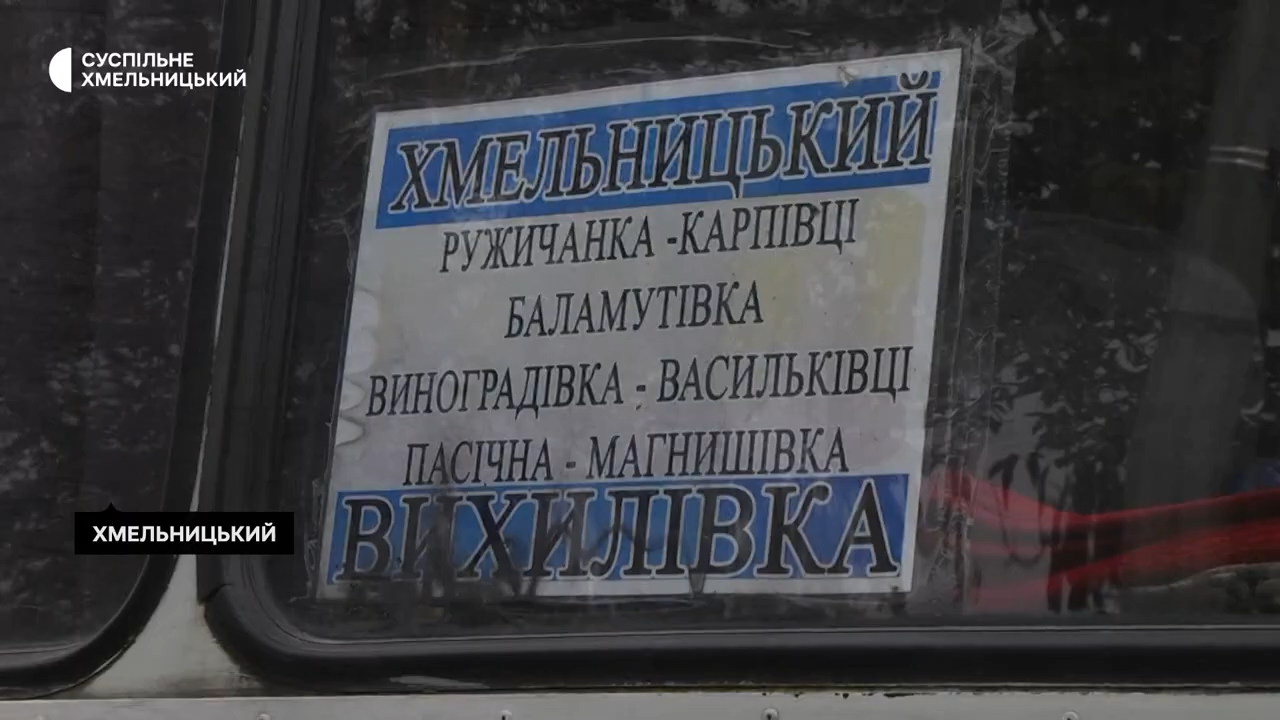 СУСПІЛЬНЕ
ХМЕЛЬНИЦЬКИЙ
ХМЕЛЬНИЦЬКИЙ
РУЖИЧАНКА -КАРПІВЦІ
БАЛАМУТІВКА
ВИНОГРАДІВКА - ВАСИЛЬКІВЦІ
ПАСІЧНА - МАГНИШІВКА
ВИХИЛІВКА
ХМЕЛЬНИЦЬКИЙ